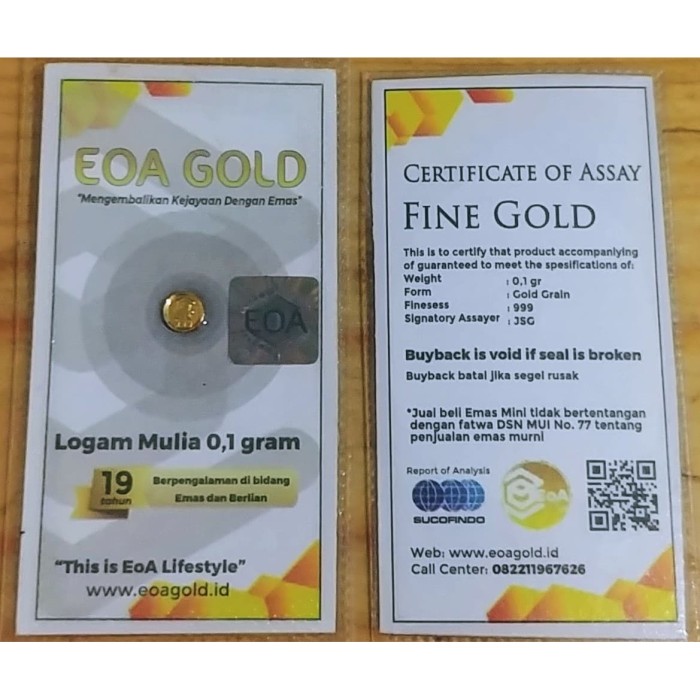 EOA GOLD
"Mengembalikan Kejayaan Dengan Emas"
EOA
Logam Mulia 0,1 gram
19
tahun
Berpengalaman di bidang
Emas dan Berlian
"This is EoA Lifestyle"
www.eoagold.id
CERTIFICATE OF ASSAY
FINE GOLD
This is to certify that product accompanlying
of guaranteed to meet the spesifications of:
Weight : 0,1 gr
Form : Gold Grain
Finesess : 999
Signatory Assayer : JSG
Buyback is void if seal is broken
Buyback batal jika segel rusak
*Jual beli Emas Mini tidak bertentangan
dengan fatwa DSN MUI No. 77 tentang
penjualan emas murni
Report of Analysis
SUCOFINDO
EoA
Web: www.eoagold.id
Call Center: 082211967626